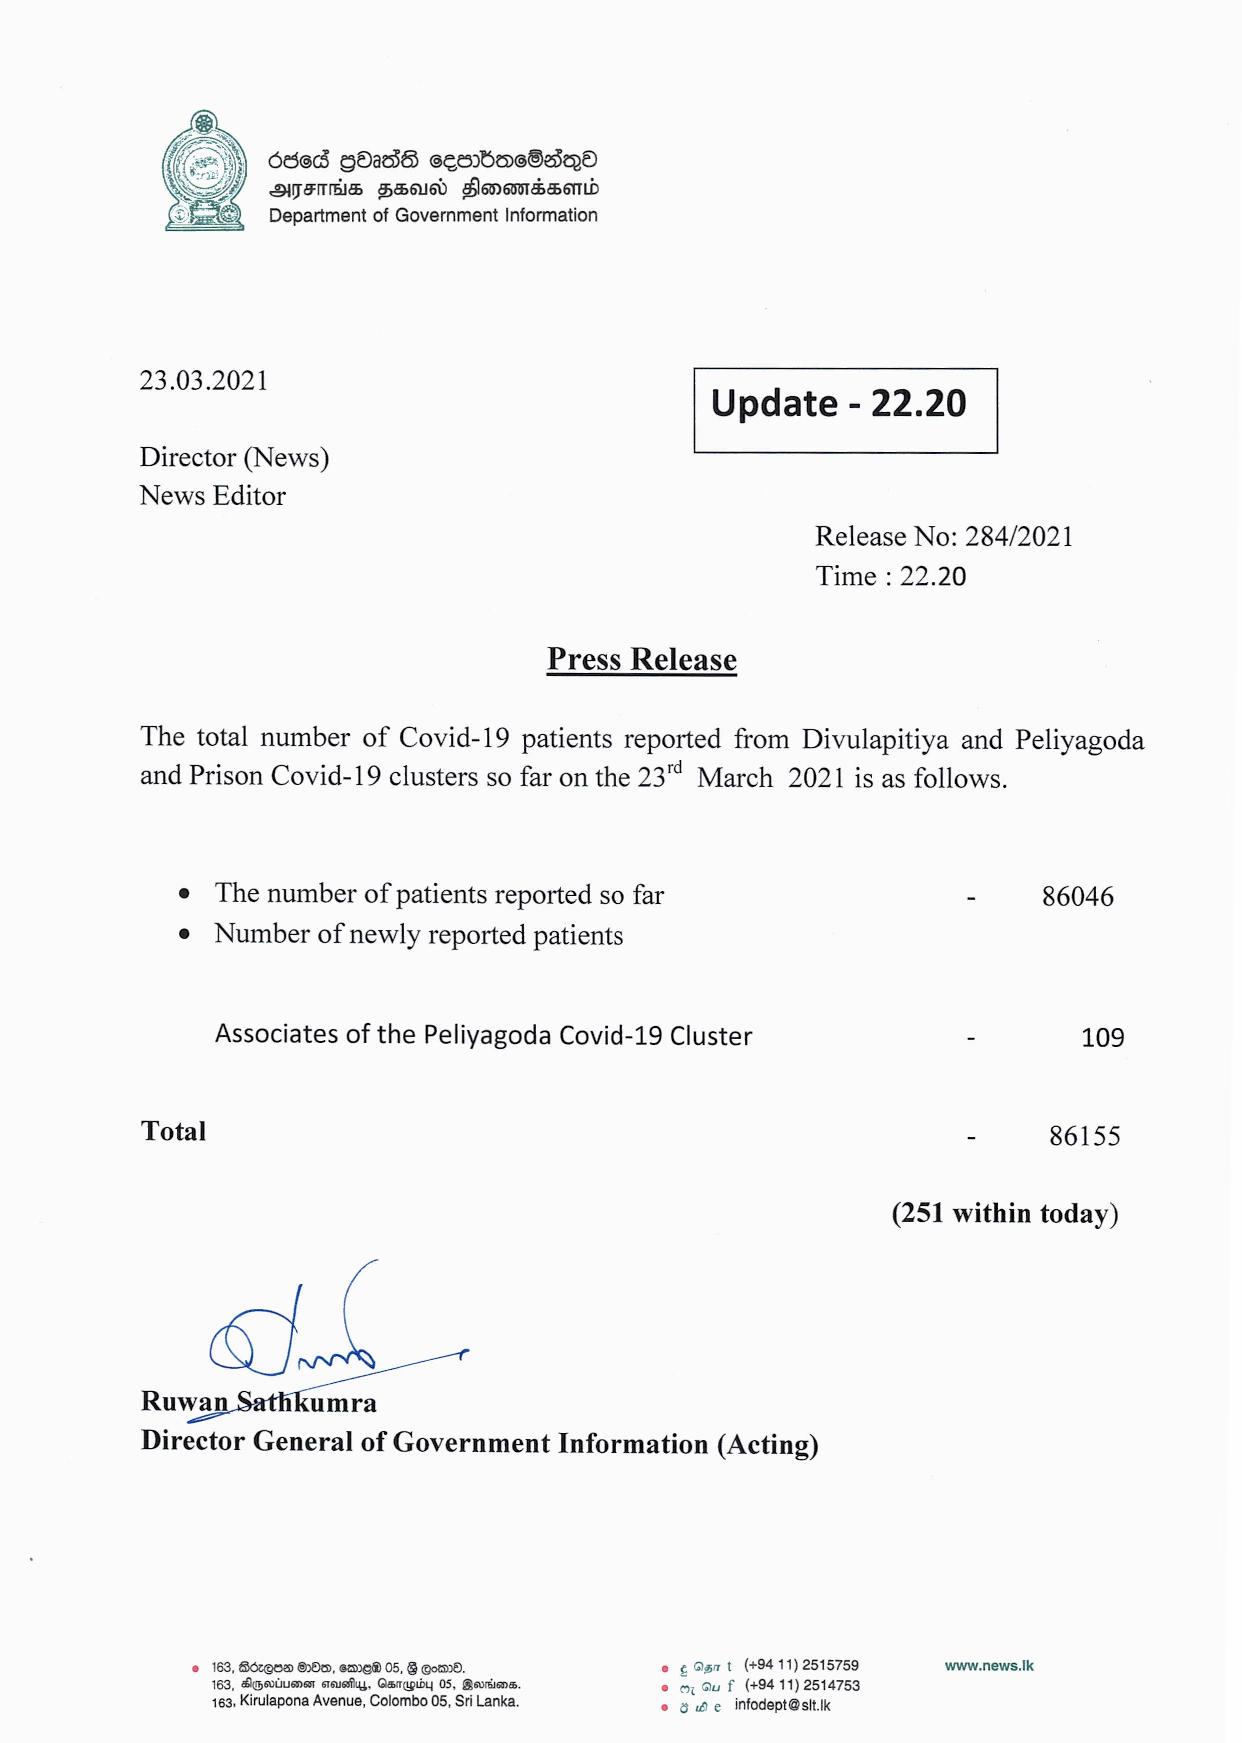 රජයේ ප්‍රවෘත්ති දෙපාර්තමේන්තුව
அரசாங்க தகவல் திணைக்களம்
Department of Government Information
23.03.2021
Update - 22.20
Director (News)
News Editor
Release No: 284/2021
Time : 22.20
Press Release
The total number of Covid-19 patients reported from Divulapitiya and Peliyagoda
and Prison Covid-19 clusters so far on the 23rd March 2021 is as follows.
• The number of patients reported so far - 86046
• Number of newly reported patients
Associates of the Peliyagoda Covid-19 Cluster - 109
Total - 86155
(251 within today)
Ruwan Sathkumra
Director General of Government Information (Acting)
163, කිරුලපන මාවත, කොළඹ 05, ශ්‍රී ලංකාව.
163, கிருலப்பனை எவனியூ, கொழும்பு 05, இலங்கை.
163, Kirulapona Avenue, Colombo 05, Sri Lanka.
දු தொ t (+94 11) 2515759
ෆැ பெ f (+94 11) 2514753
ඊ மி e infodept@slt.lk
www.news.lk